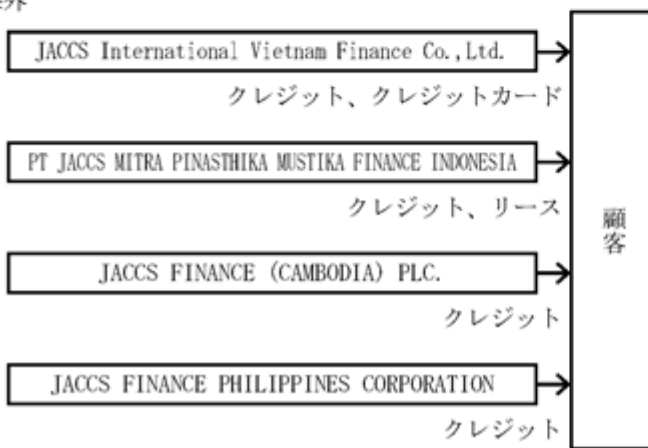 JACCS International Vietnam Finance Co.,Ltd.
クレジット、クレジットカード
PT JACCS MITRA PINASTHIKA MUSTIKA FINANCE INDONESIA
クレジット、リース
顧客
JACCS FINANCE (CAMBODIA) PLC.
クレジット
JACCS FINANCE PHILIPPINES CORPORATION
クレジット